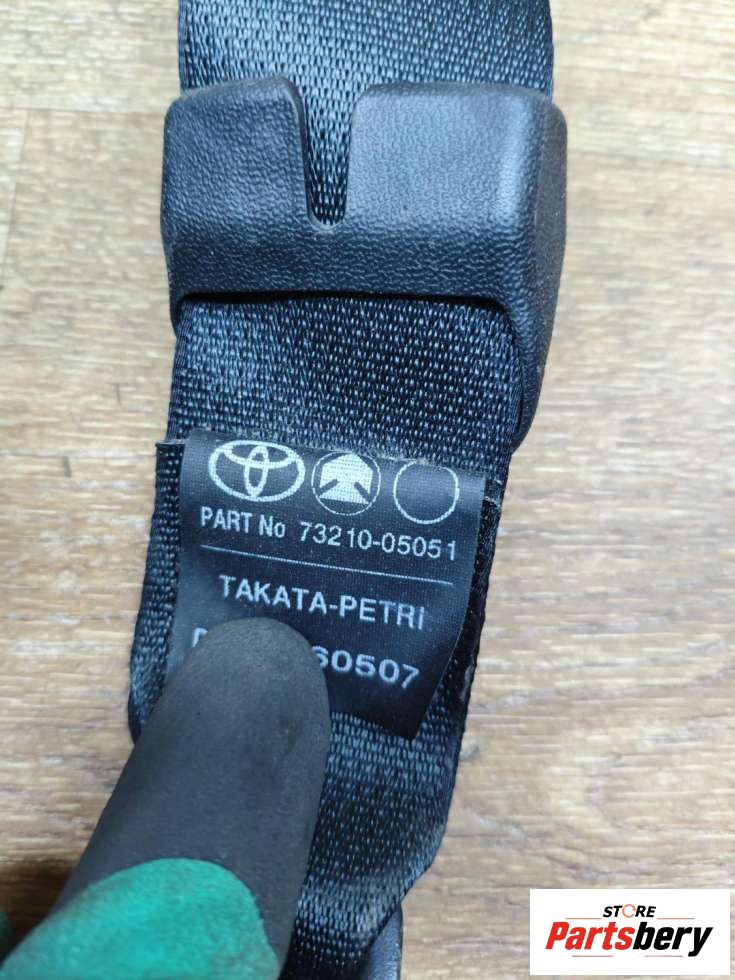 PART No 73210-05051
TAKATA-PETRI
60507
STORE
Partsbery